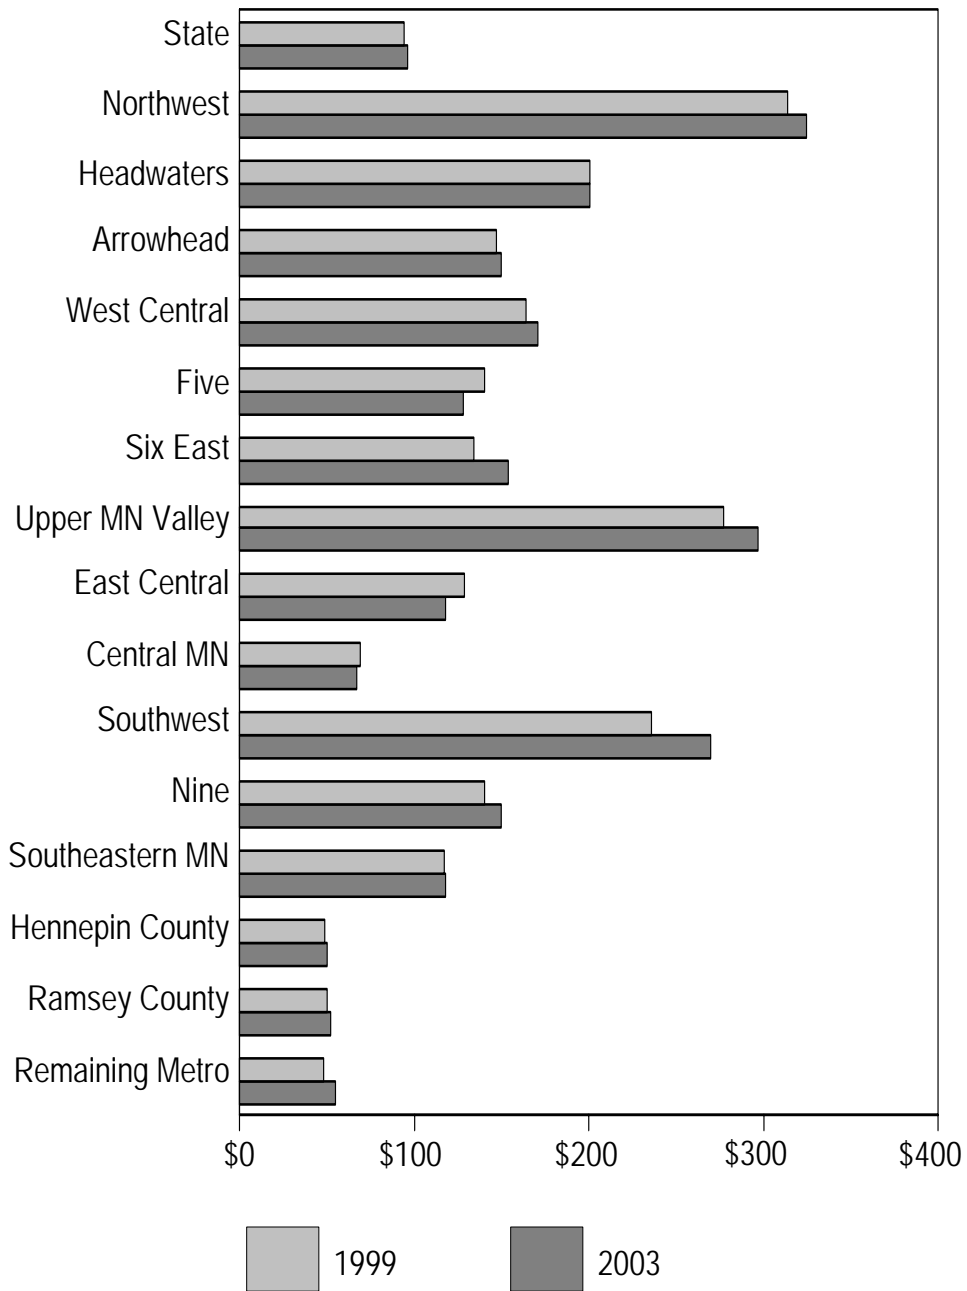 State
Northwest
Headwaters
Arrowhead
West Central
Five
Six East
Upper MN Valley
East Central
Central MN
Southwest
Nine
Southeastern MN
Hennepin County
Ramsey County
Remaining Metro
$0 $100 $200 $300 $400
1999 2003